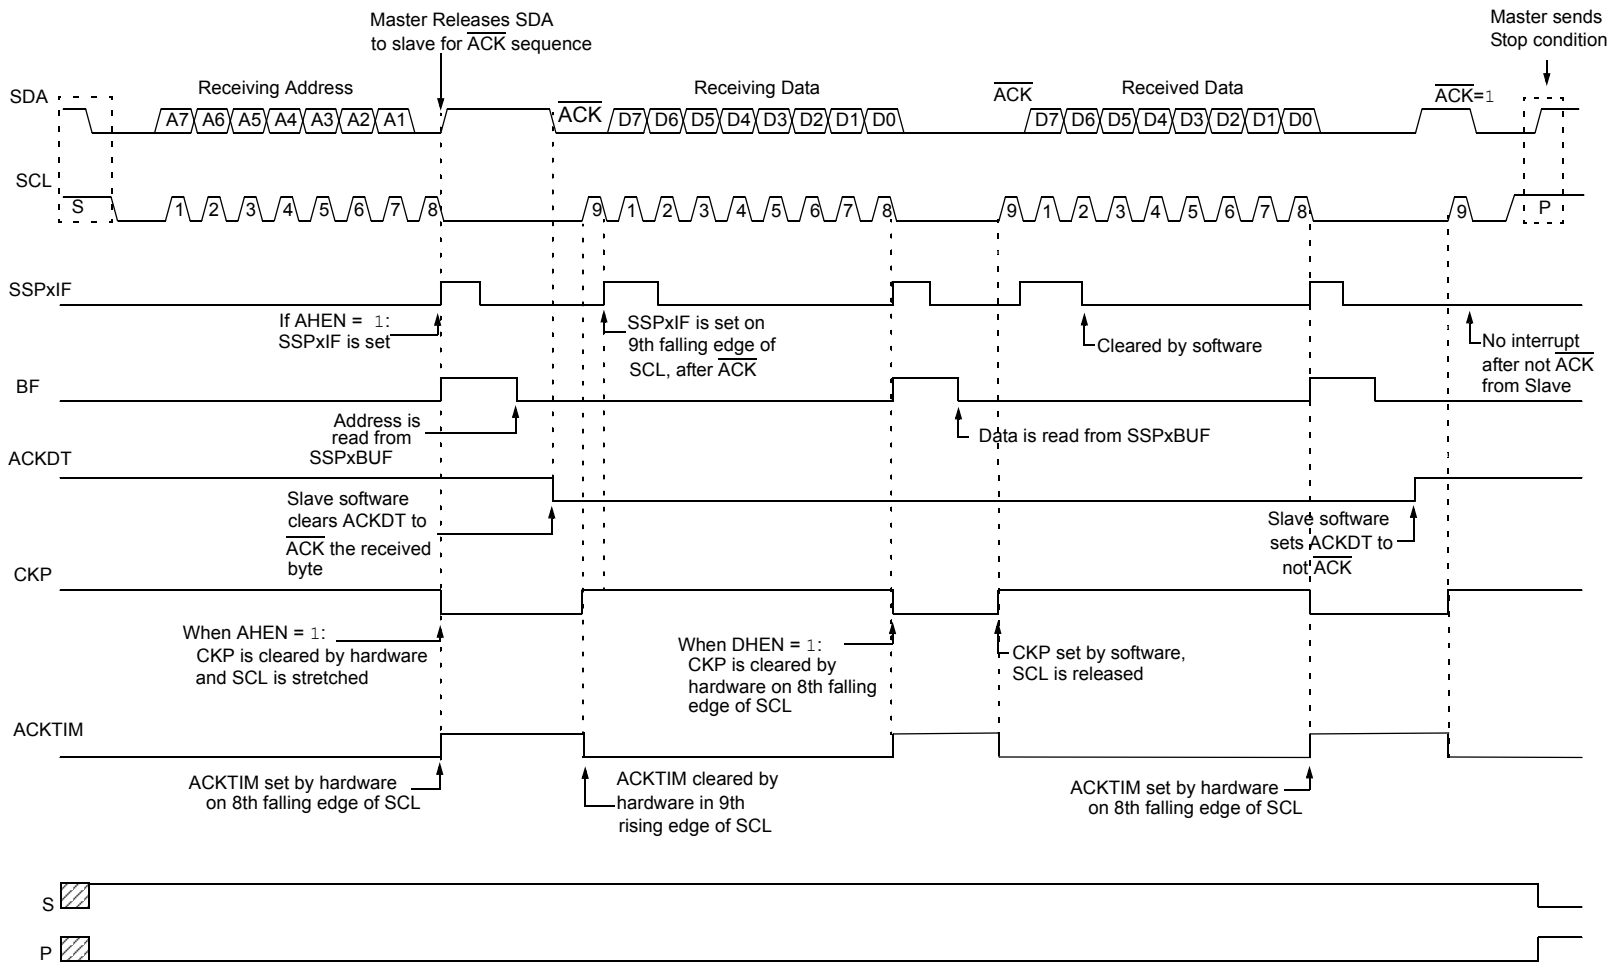 Master Releases SDA
to slave for ACK sequence
Master sends
Stop condition
Receiving Address
Receiving Data
Received Data
SDA
A7 A6 A5 A4 A3 A2 A1
ACK
D7 D6 D5 D4 D3 D2 D1 D0
ACK
D7 D6 D5 D4 D3 D2 D1 D0
ACK=1
SCL
S
1 2 3 4 5 6 7 8
9 1 2 3 4 5 6 7 8
9 1 2 3 4 5 6 7 8
9
P
SSPxIF
If AHEN = 1:
SSPxIF is set
SSPxIF is set on
9th falling edge of
SCL, after ACK
Cleared by software
No interrupt
after not ACK
from Slave
BF
Address is
read from
SSPxBUF
Data is read from SSPxBUF
ACKDT
Slave software
clears ACKDT to
ACK the received
byte
Slave software
sets ACKDT to
not ACK
CKP
When AHEN = 1:
CKP is cleared by hardware
and SCL is stretched
When DHEN = 1:
CKP is cleared by
hardware on 8th falling
edge of SCL
CKP set by software,
SCL is released
ACKTIM
ACKTIM set by hardware
on 8th falling edge of SCL
ACKTIM cleared by
hardware in 9th
rising edge of SCL
ACKTIM set by hardware
on 8th falling edge of SCL
S
P